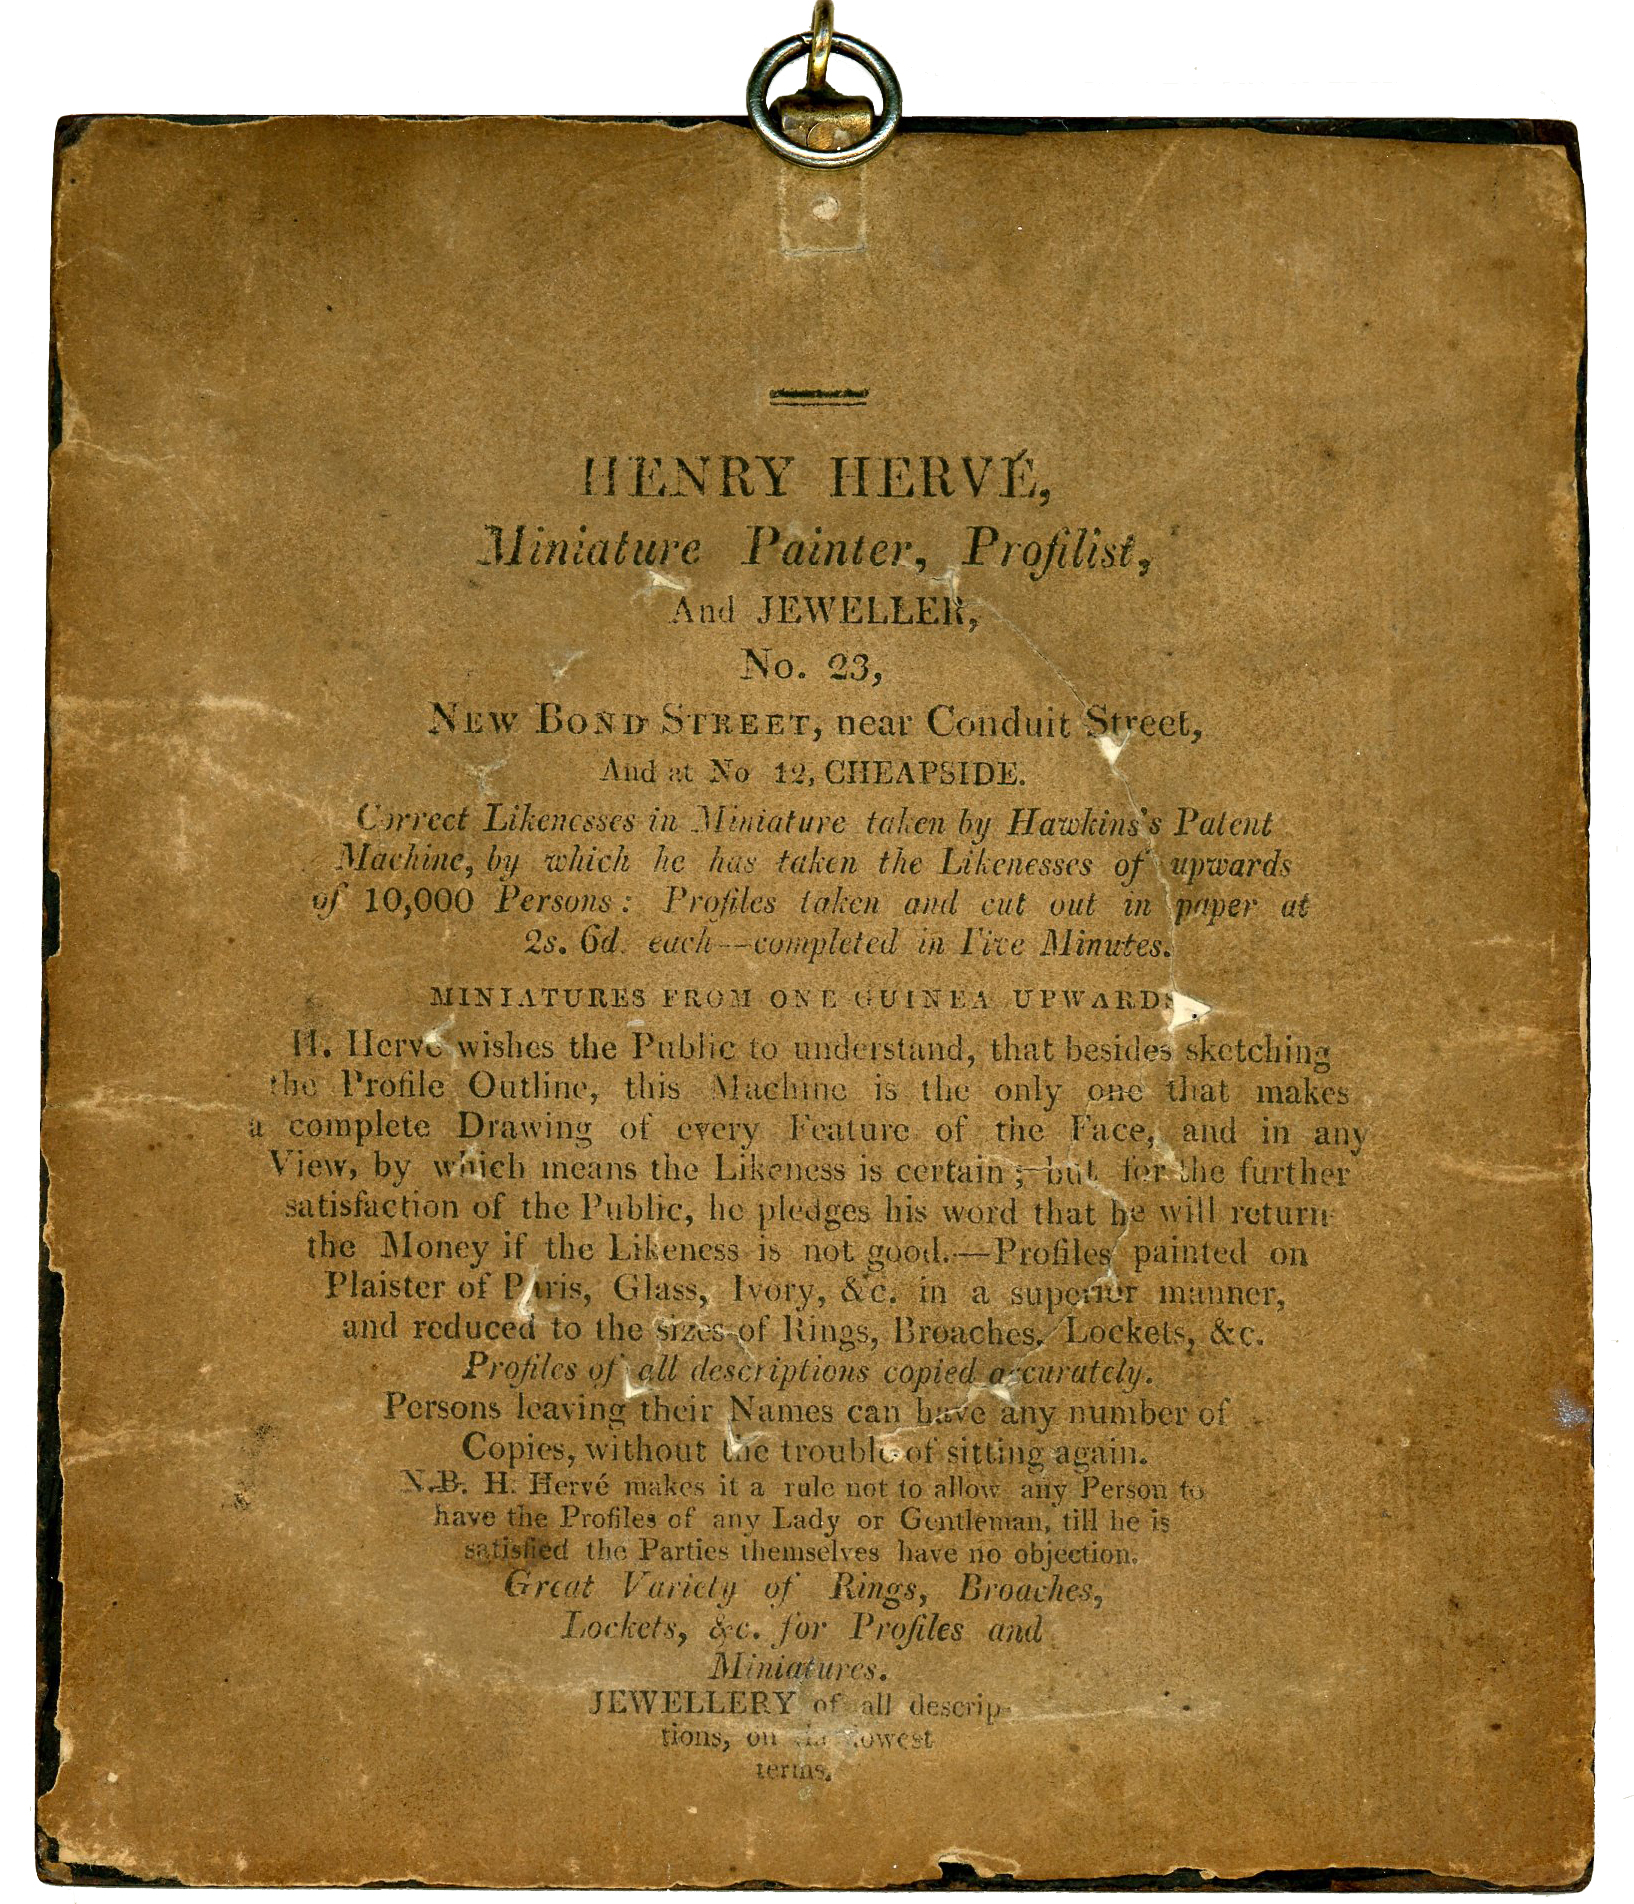 HENRY HERVÉ,
Miniature Painter, Profilist,
And JEWELLER,
No. 23,
NEW BOND STREET, near Conduit Street,
And at No 12, CHEAPSIDE.
Correct Likenesses in Miniature taken by Hawkins's Patent
Machine, by which he has taken the Likenesses of upwards
of 10,000 Persons: Profiles taken and cut out in paper at
2s. 6d. each—completed in Five Minutes.
MINIATURES FROM ONE GUINEA UPWARDS
H. Herve wishes the Public to understand, that besides sketching
the Profile Outline, this Machine is the only one that makes
a complete Drawing of every Feature of the Face, and in any
View, by which means the Likeness is certain;—but for the further
satisfaction of the Public, he pledges his word that he will return
the Money if the Likeness is not good.—Profiles painted on
Plaister of Paris, Glass, Ivory, &c. in a superior manner,
and reduced to the sizes of Rings, Broaches, Lockets, &c.
Profiles of all descriptions copied accurately.
Persons leaving their Names can have any number of
Copies, without the trouble of sitting again.
N.B. H. Hervé makes it a rule not to allow any Person to
have the Profiles of any Lady or Gentleman, till he is
satisfied the Parties themselves have no objection.
Great Variety of Rings, Broaches,
Lockets, &c. for Profiles and
Miniatures.
JEWELLERY of all descrip-
tions, on the lowest
terms.